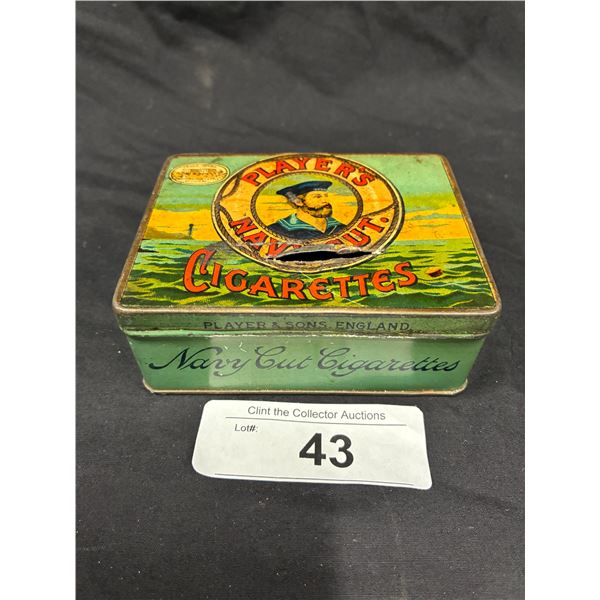 PLAYER'S
NAVY CUT.
CIGARETTES
PLAYER & SONS. ENGLAND
Navy Cut Cigarettes
Clint the Collector Auctions
Lot#:
43